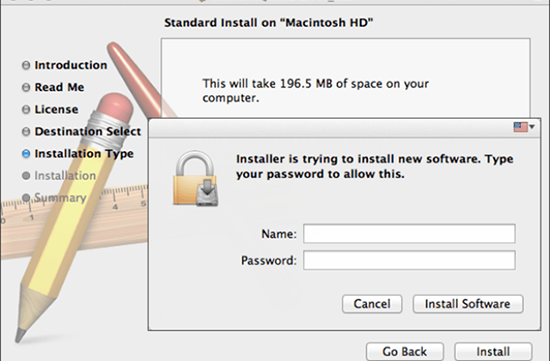 Standard Install on “Macintosh HD”
Introduction
Read Me
License
Destination Select
Installation Type
Installation
Summary
This will take 196.5 MB of space on your
computer.
Installer is trying to install new software. Type
your password to allow this.
Name:
Password:
Cancel
Install Software
Go Back
Install